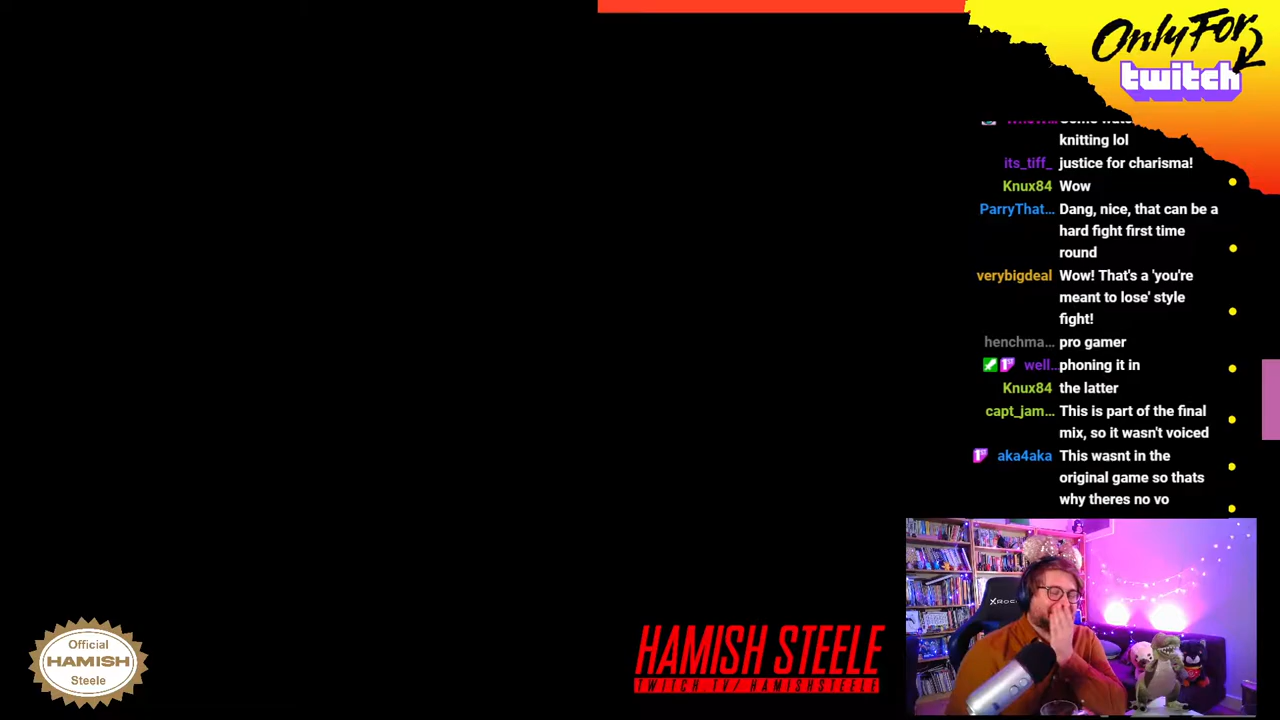 OnlyFor
twitch
knitting lol
its_tiff_ justice for charisma!
Knux84 Wow
ParryThat… Dang, nice, that can be a
hard fight first time
round
verybigdeal Wow! That's a 'you're
meant to lose' style
fight!
henchma… pro gamer
well… phoning it in
Knux84 the latter
capt_jam… This is part of the final
mix, so it wasn't voiced
aka4aka This wasnt in the
original game so thats
why theres no vo
Official
HAMISH
Steele
HAMISH STEELE
TWITCH.TV/HAMISHSTEELE